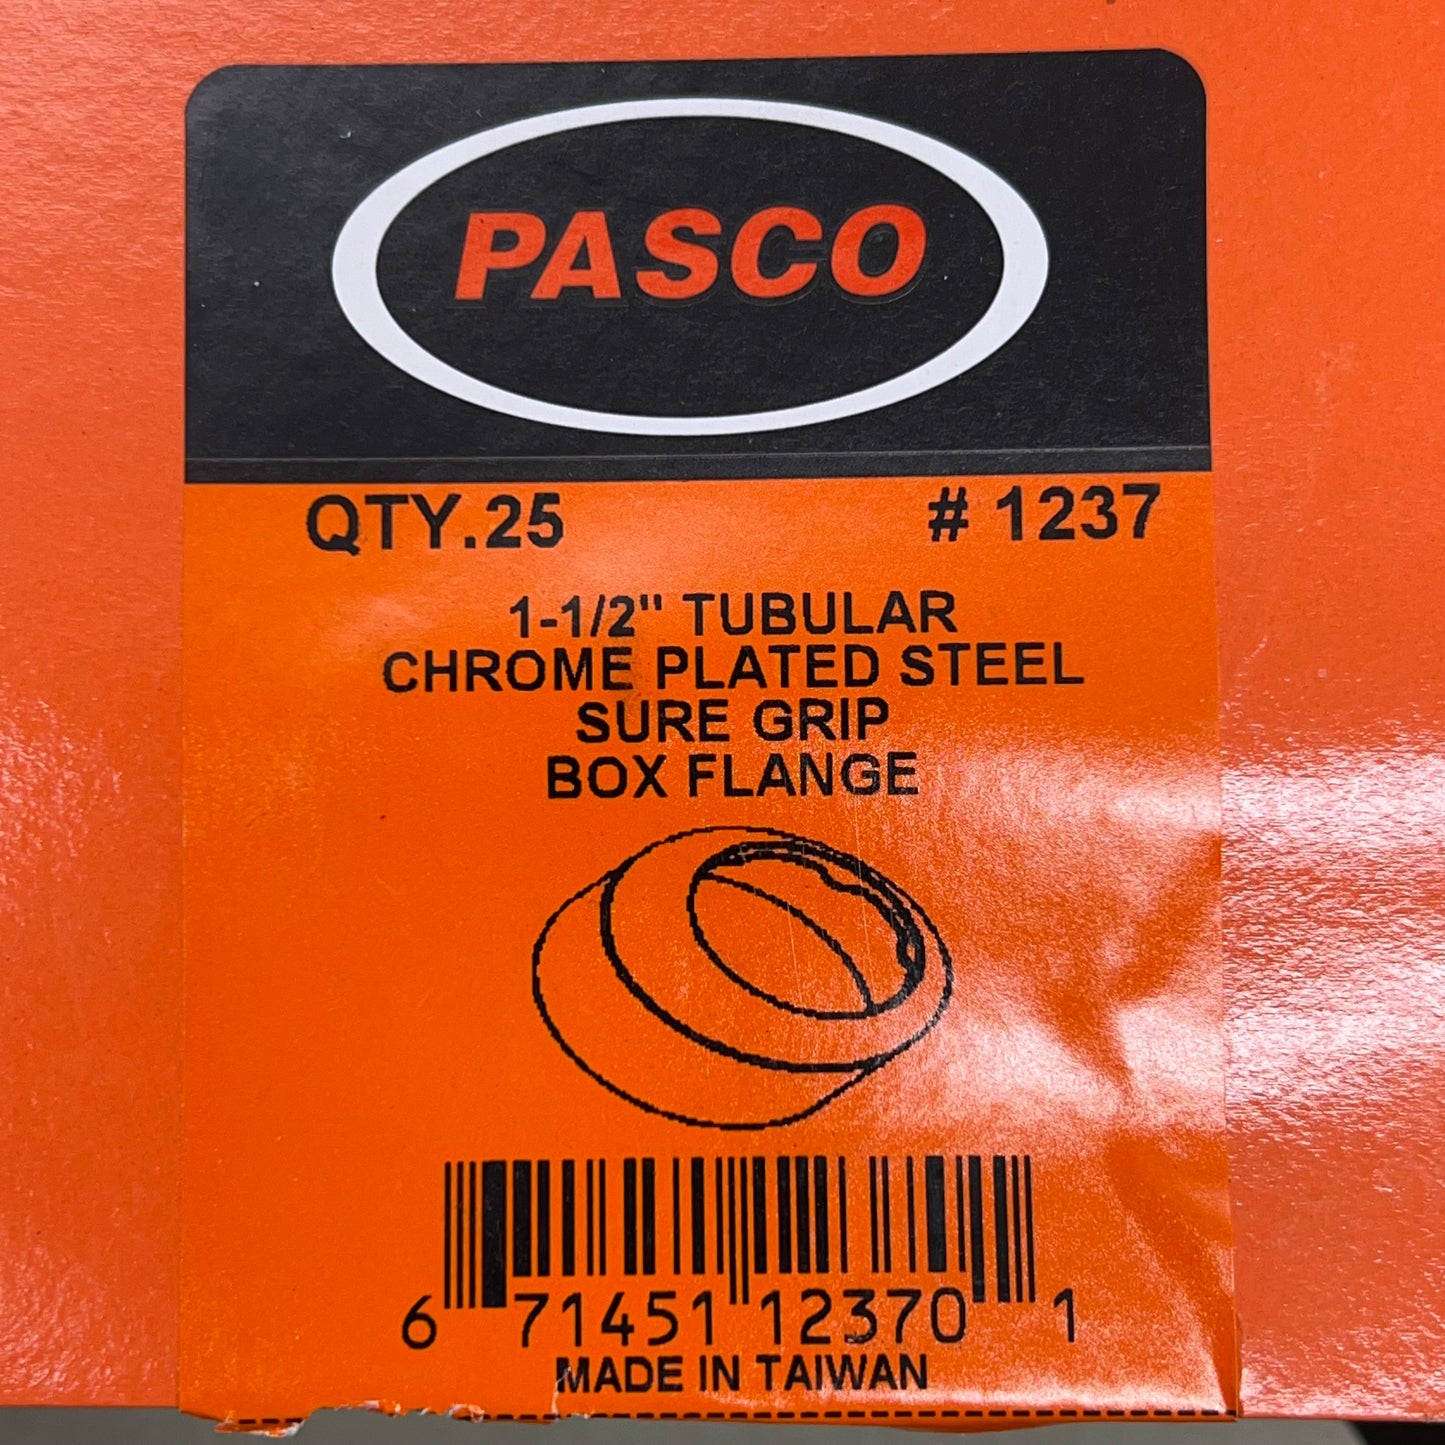 PASCO
QTY.25 # 1237
1-1/2" TUBULAR
CHROME PLATED STEEL
SURE GRIP
BOX FLANGE
6 71451 12370 1
MADE IN TAIWAN